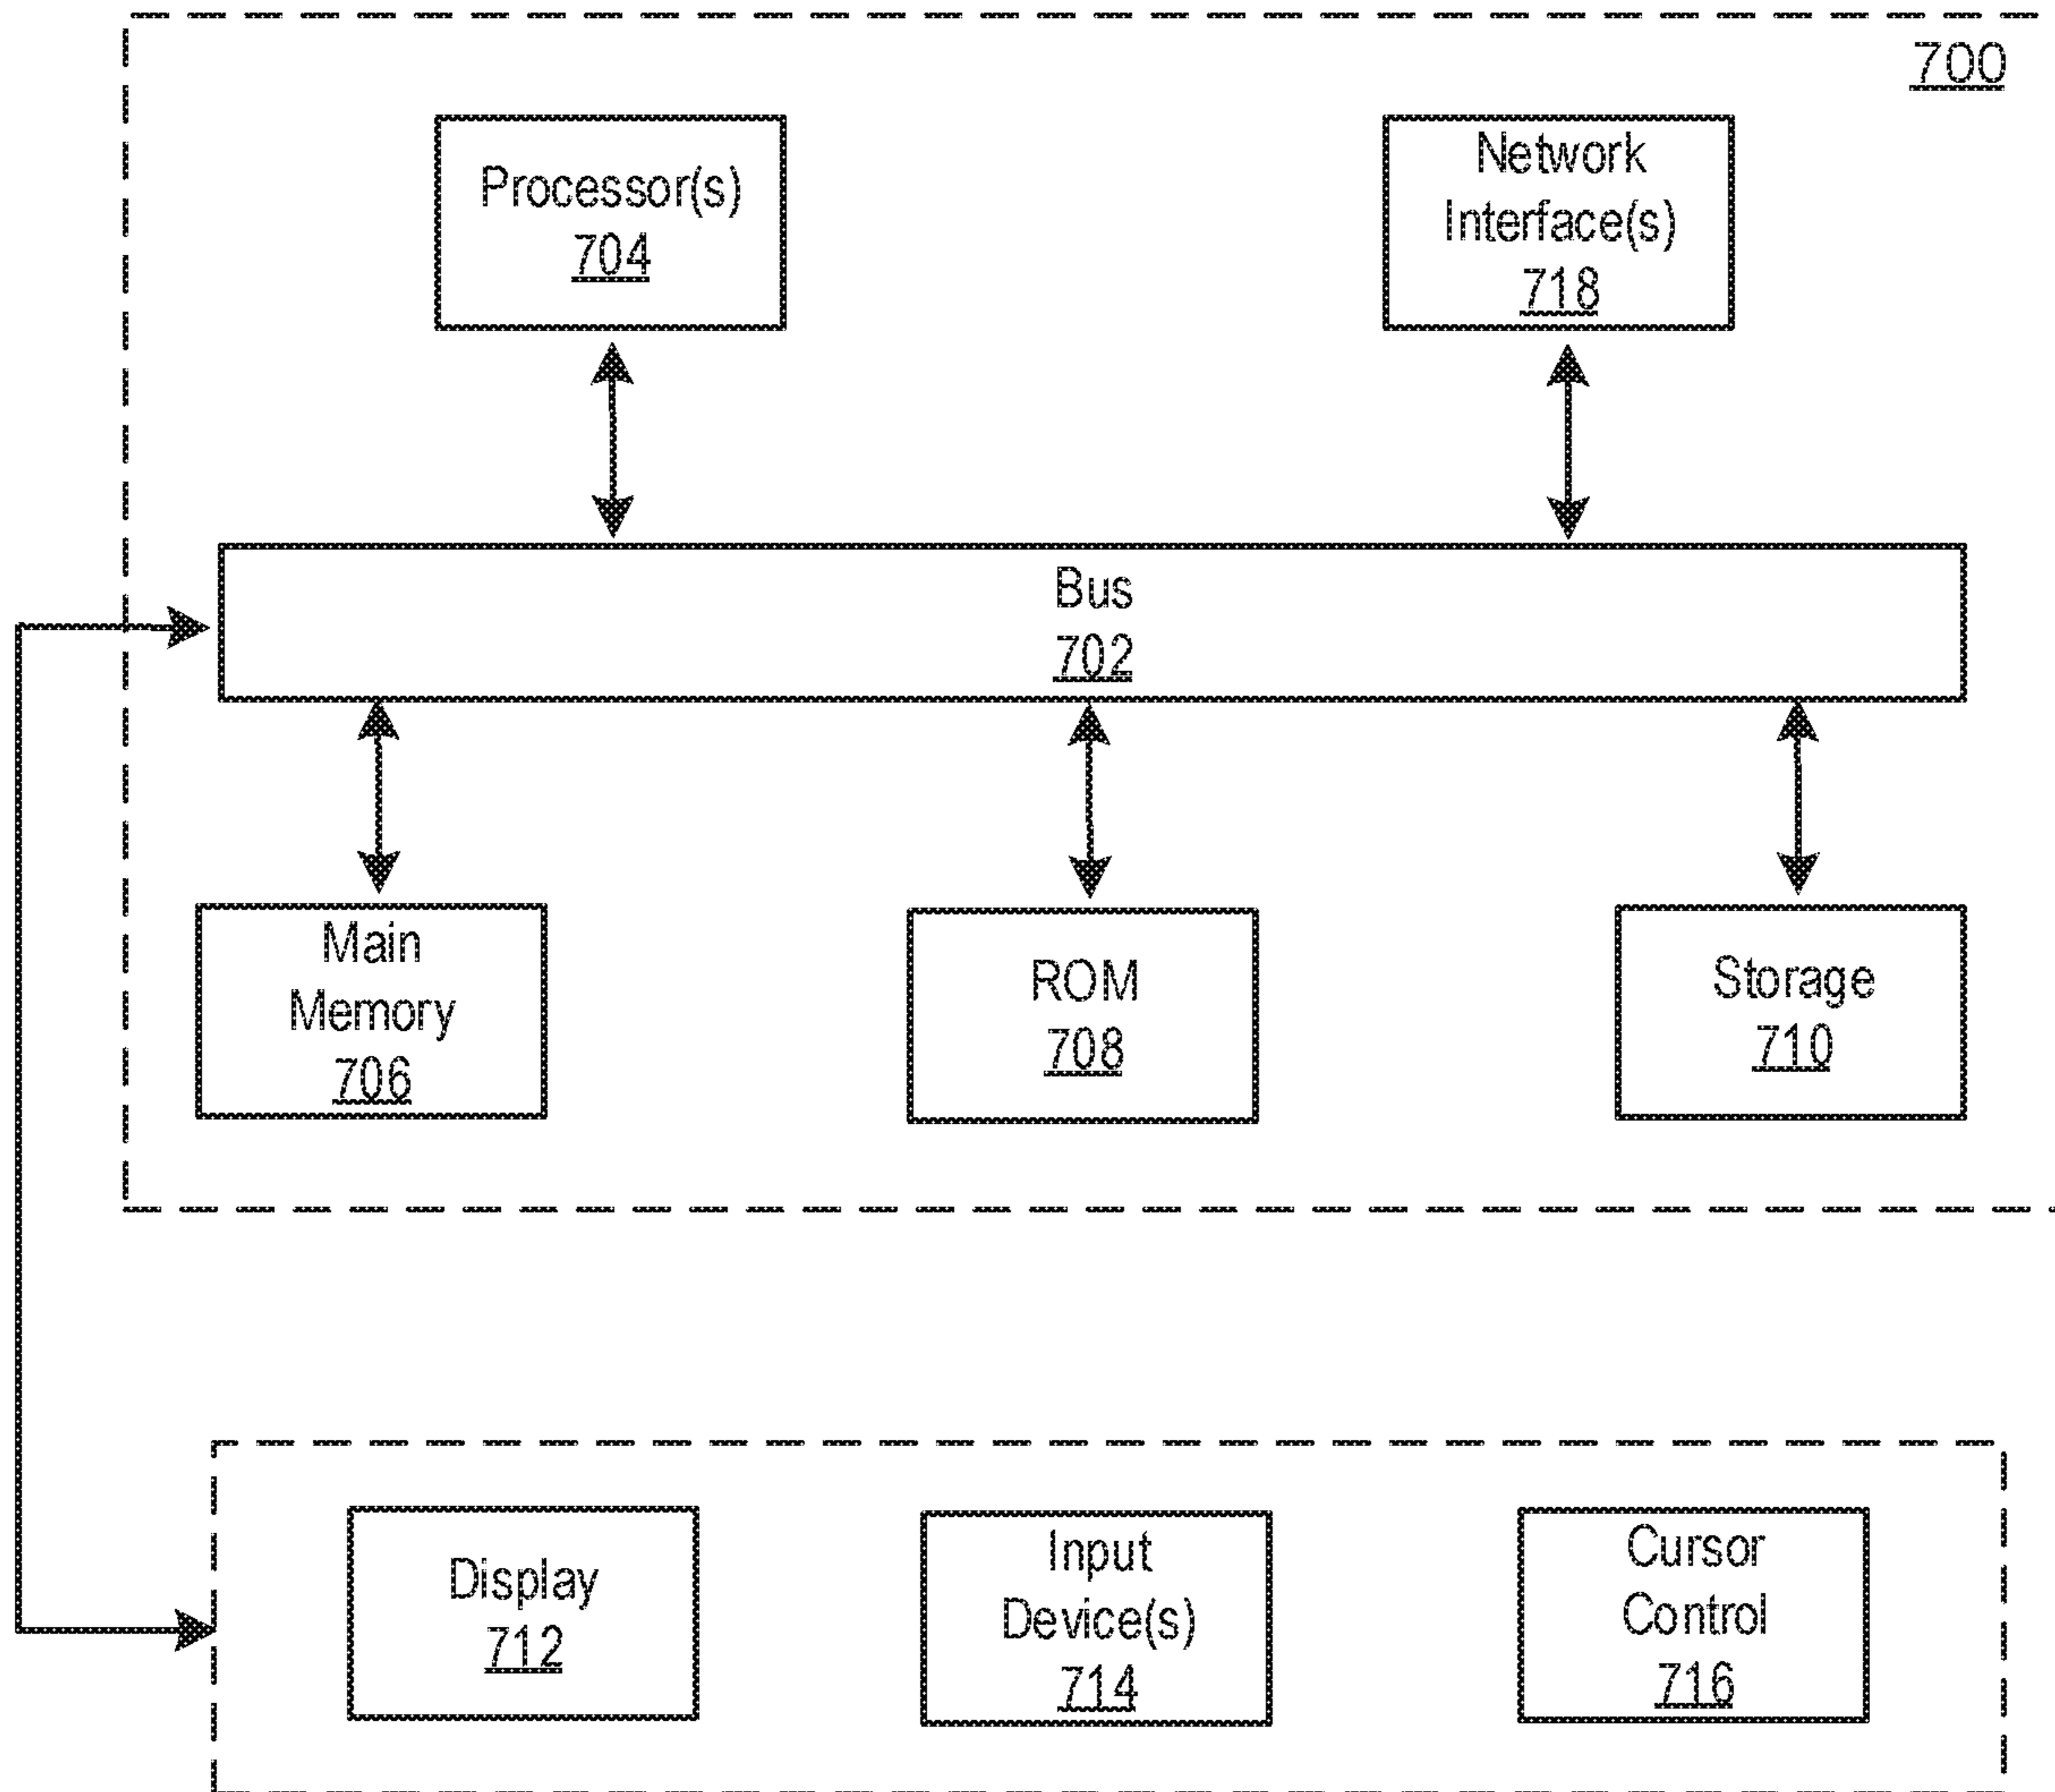 700
Processor(s)
704
Network
Interface(s)
718
Bus
702
Main
Memory
706
ROM
708
Storage
710
Display
712
Input
Device(s)
714
Cursor
Control
716